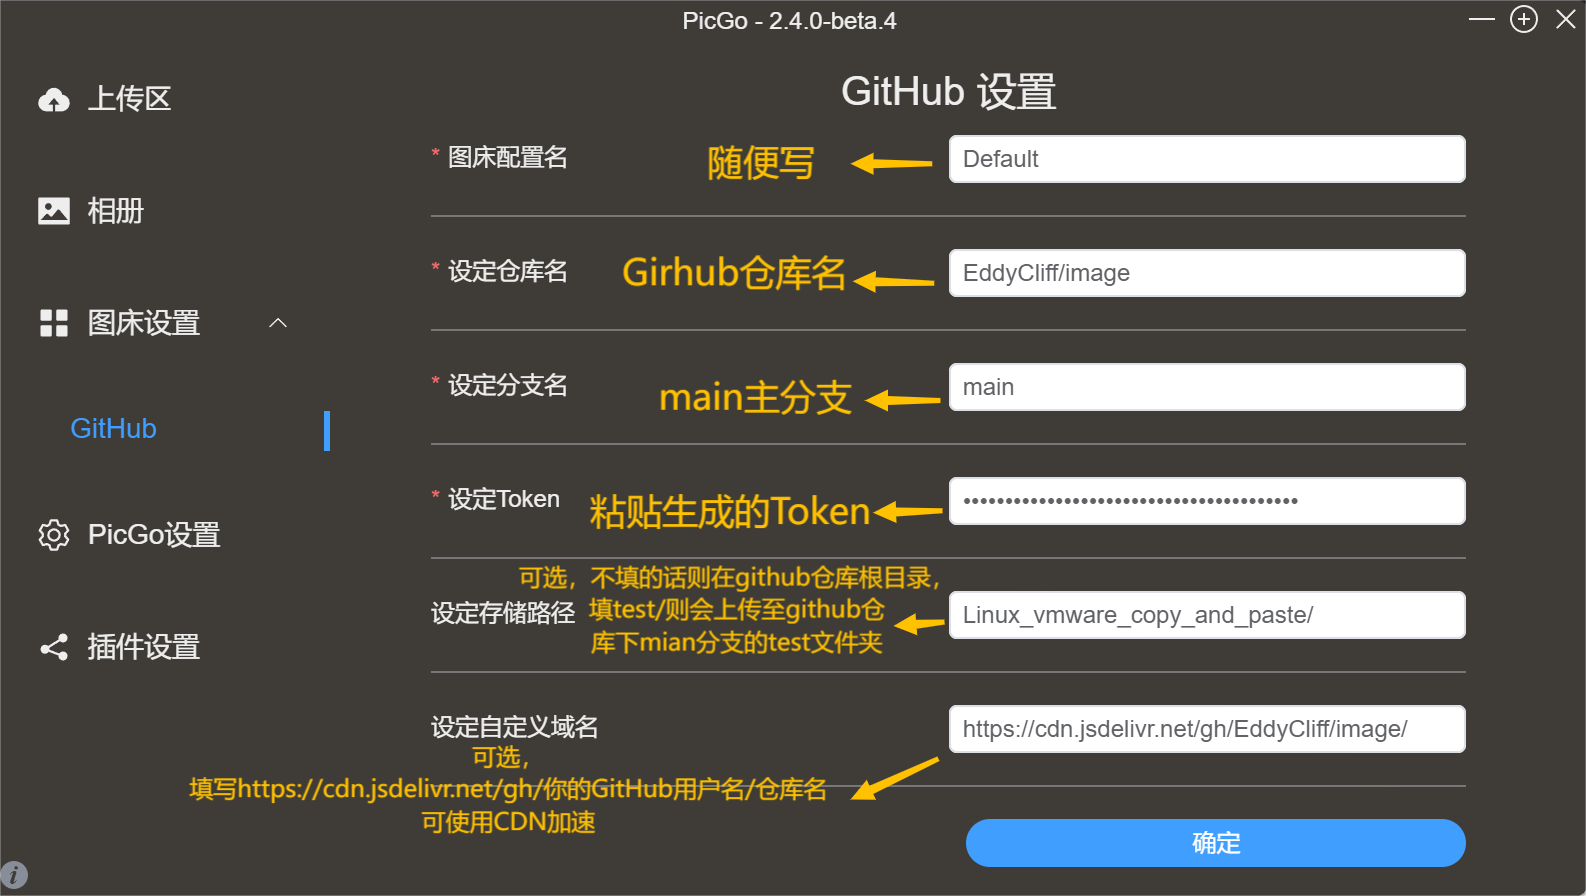 PicGo - 2.4.0-beta.4
上传区
相册
图床设置
GitHub
PicGo设置
插件设置
GitHub 设置
* 图床配置名
随便写
Default
* 设定仓库名
Girhub仓库名
EddyCliff/image
* 设定分支名
main主分支
main
* 设定Token
粘贴生成的Token
••••••••••••••••••••••••••••••••••••••••
设定存储路径
可选，不填的话则在github仓库根目录，
填test/则会上传至github仓
库下mian分支的test文件夹
Linux_vmware_copy_and_paste/
设定自定义域名
https://cdn.jsdelivr.net/gh/EddyCliff/image/
可选，
填写https://cdn.jsdelivr.net/gh/你的GitHub用户名/仓库名
可使用CDN加速
确定